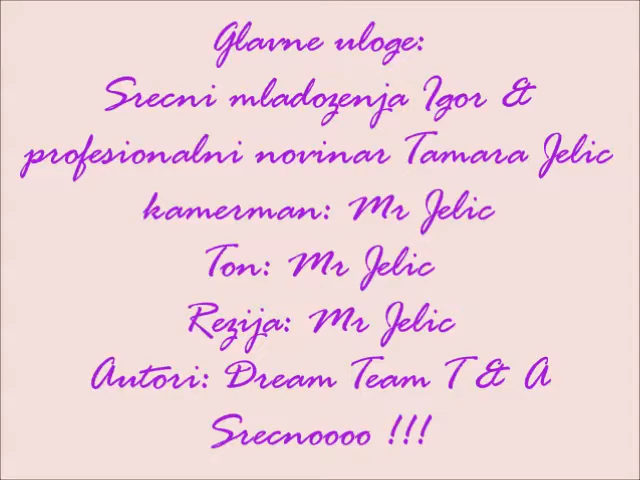 Glavne uloge:
Srecni mladozenja Igor &
profesionalni novinar Tamara Jelic
kamerman: Mr Jelic
Ton: Mr Jelic
Rezija: Mr Jelic
Autori: Dream Team T & A
Srecnoooo !!!